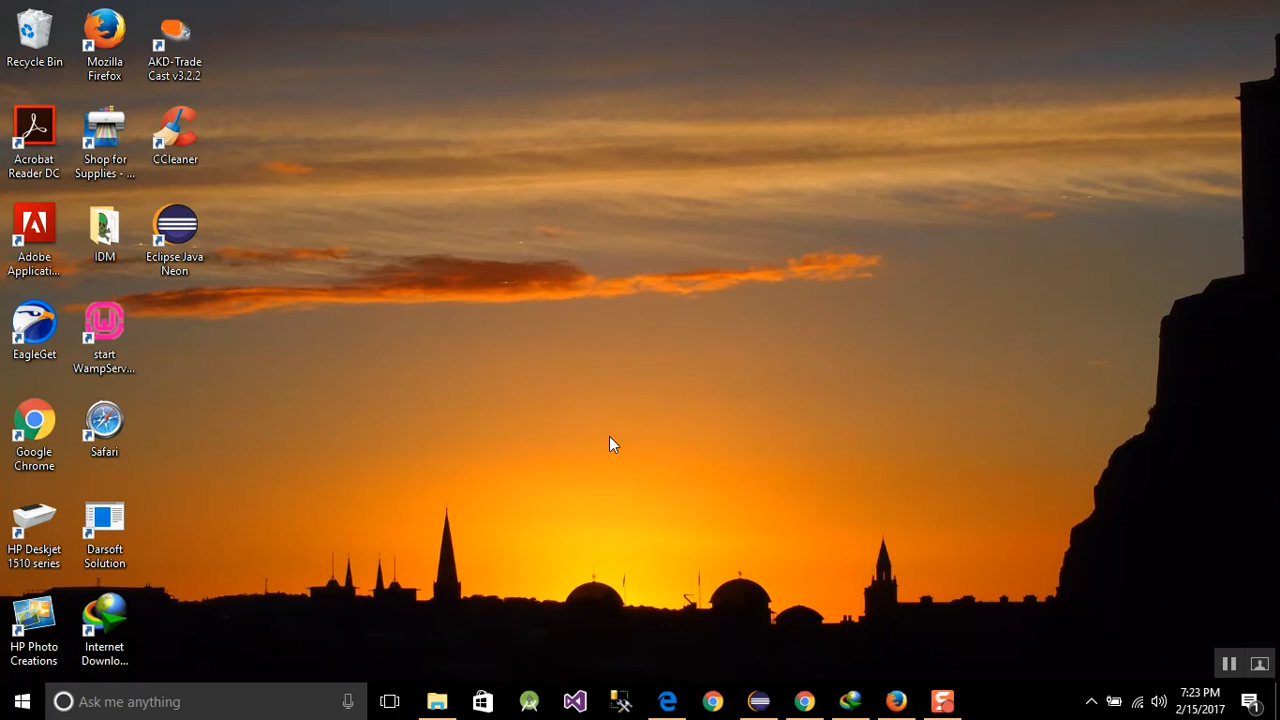 Recycle Bin
Mozilla
Firefox
AKD-Trade
Cast v3.2.2
Acrobat
Reader DC
Shop for
Supplies - ...
CCleaner
Adobe
Applicati...
IDM
Eclipse Java
Neon
EagleGet
start
WampServ...
Google
Chrome
Safari
HP Deskjet
1510 series
Darsoft
Solution
HP Photo
Creations
Internet
Downlo...
Ask me anything
7:23 PM
2/15/2017
1